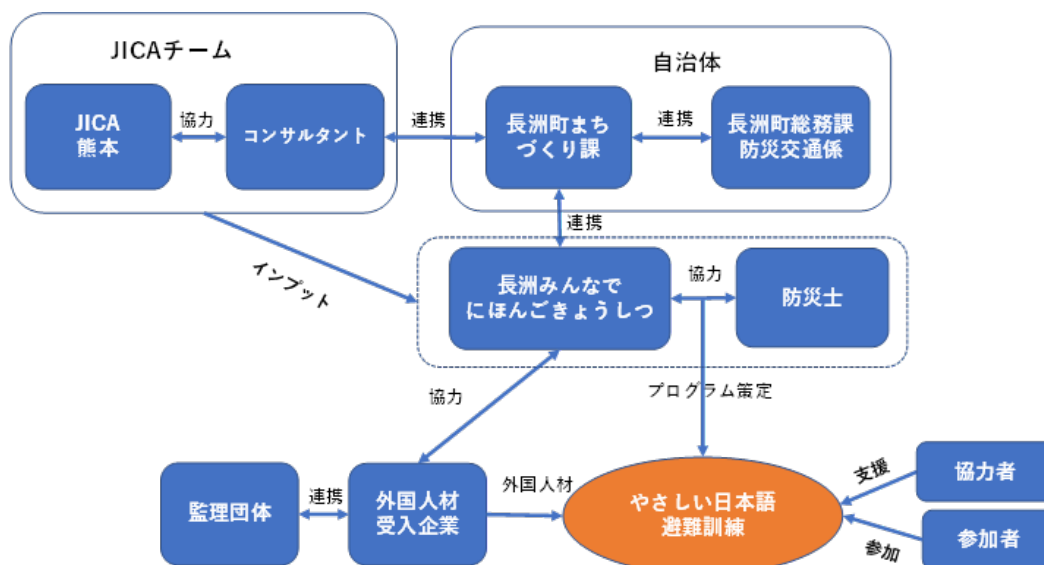 JICAチーム
自治体
JICA
熊本
協力
コンサルタント
連携
長洲町まち
づくり課
連携
長洲町総務課
防災交通係
連携
インプット
長洲みんなで
にほんごきょうしつ
協力
防災士
協力
プログラム策定
監理団体
連携
外国人材
受入企業
外国人材
やさしい日本語
避難訓練
支援
協力者
参加
参加者